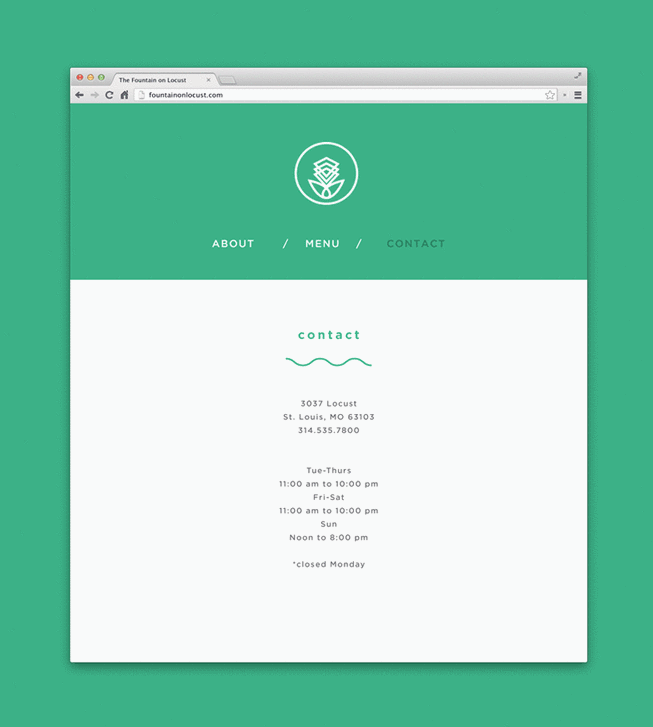 The Fountain on Locust
fountainonlocust.com
ABOUT / MENU / CONTACT
contact
3037 Locust
St. Louis, MO 63103
314.535.7800
Tue-Thurs
11:00 am to 10:00 pm
Fri-Sat
11:00 am to 10:00 pm
Sun
Noon to 8:00 pm
*closed Monday